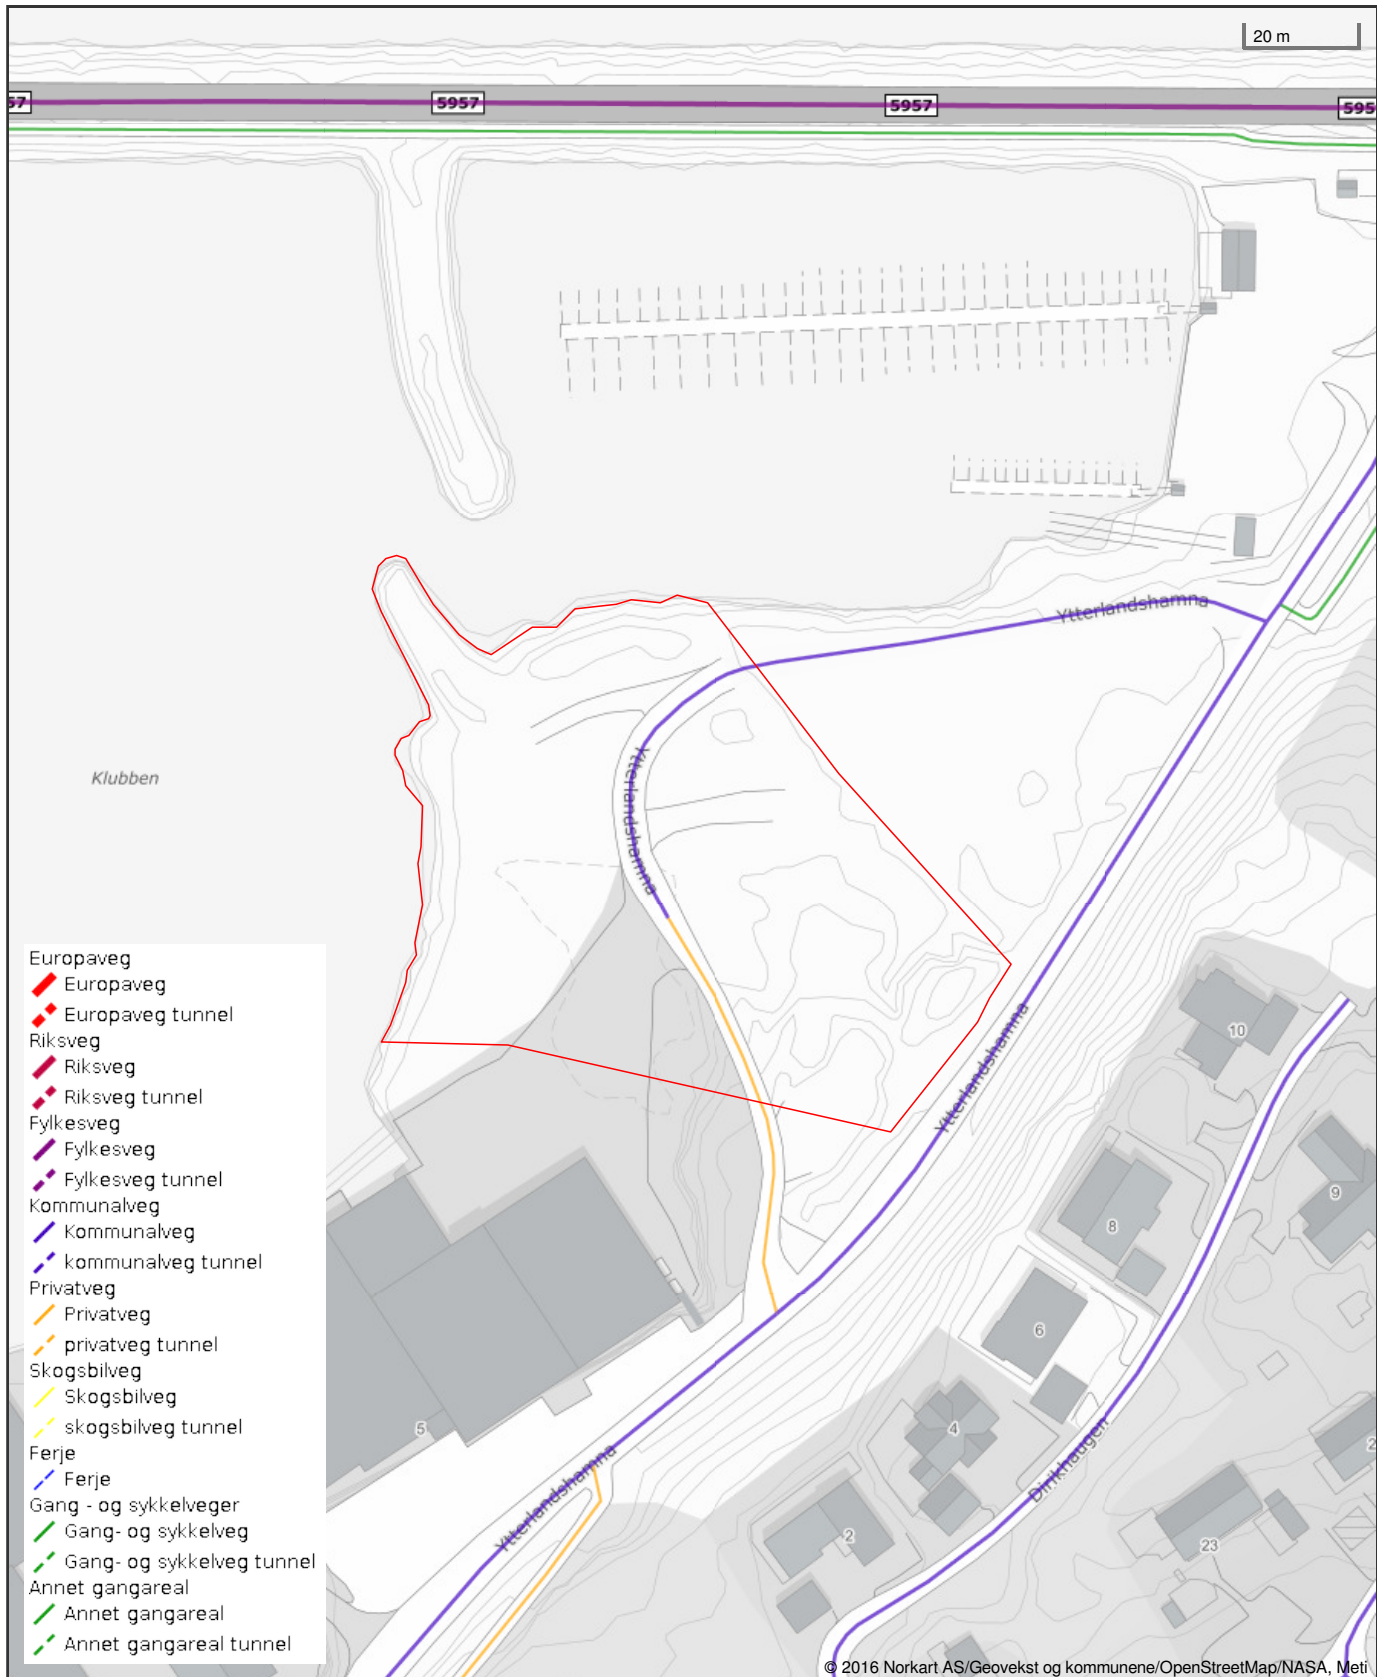 20 m
57
5957
5957
595
Ytterlandshamna
Ytterlandshamna
Klubben
Ytterlandshamna
10
9
8
6
4
5
2
2
23
Dirikhaugen
Ytterlandshamna
Europaveg
Europaveg
Europaveg tunnel
Riksveg
Riksveg
Riksveg tunnel
Fylkesveg
Fylkesveg
Fylkesveg tunnel
Kommunalveg
Kommunalveg
kommunalveg tunnel
Privatveg
Privatveg
privatveg tunnel
Skogsbilveg
Skogsbilveg
skogsbilveg tunnel
Ferje
Ferje
Gang - og sykkelveger
Gang- og sykkelveg
Gang- og sykkelveg tunnel
Annet gangareal
Annet gangareal
Annet gangareal tunnel
© 2016 Norkart AS/Geovekst og kommunene/OpenStreetMap/NASA, Meti